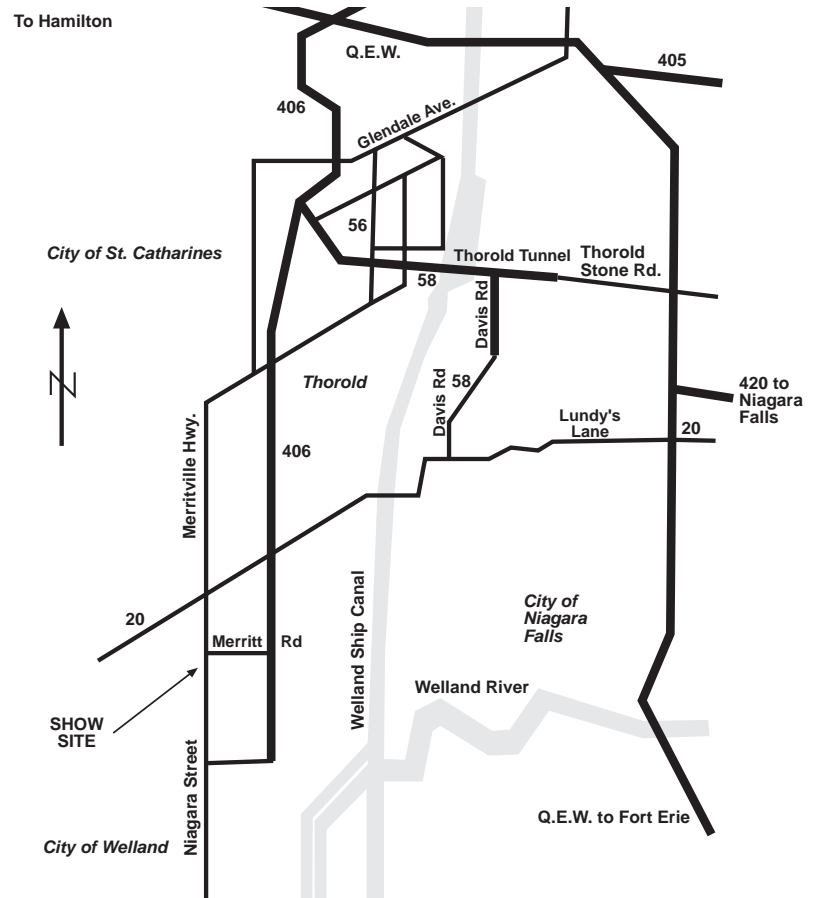 To Hamilton
Q.E.W.
405
406
Glendale Ave.
56
City of St. Catharines
Thorold Tunnel
Thorold
Stone Rd.
58
Davis Rd
N
Thorold
58
Davis Rd
420 to
Niagara
Falls
Lundy's
Lane
20
Merritville Hwy.
406
20
City of
Niagara
Falls
Merritt Rd
Welland Ship Canal
Welland River
SHOW
SITE
Niagara Street
Q.E.W. to Fort Erie
City of Welland